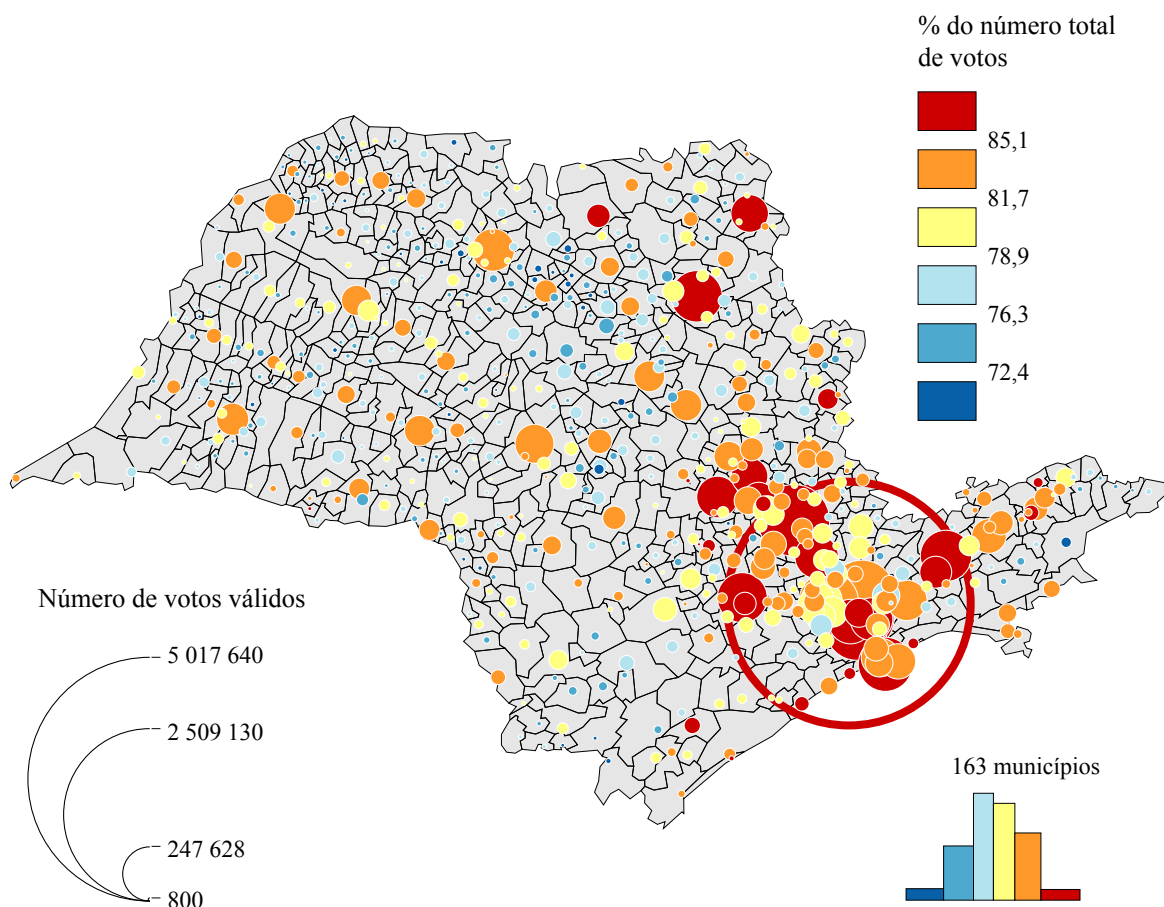 % do número total
de votos
85,1
81,7
78,9
76,3
72,4
Número de votos válidos
5 017 640
2 509 130
247 628
800
163 municípios